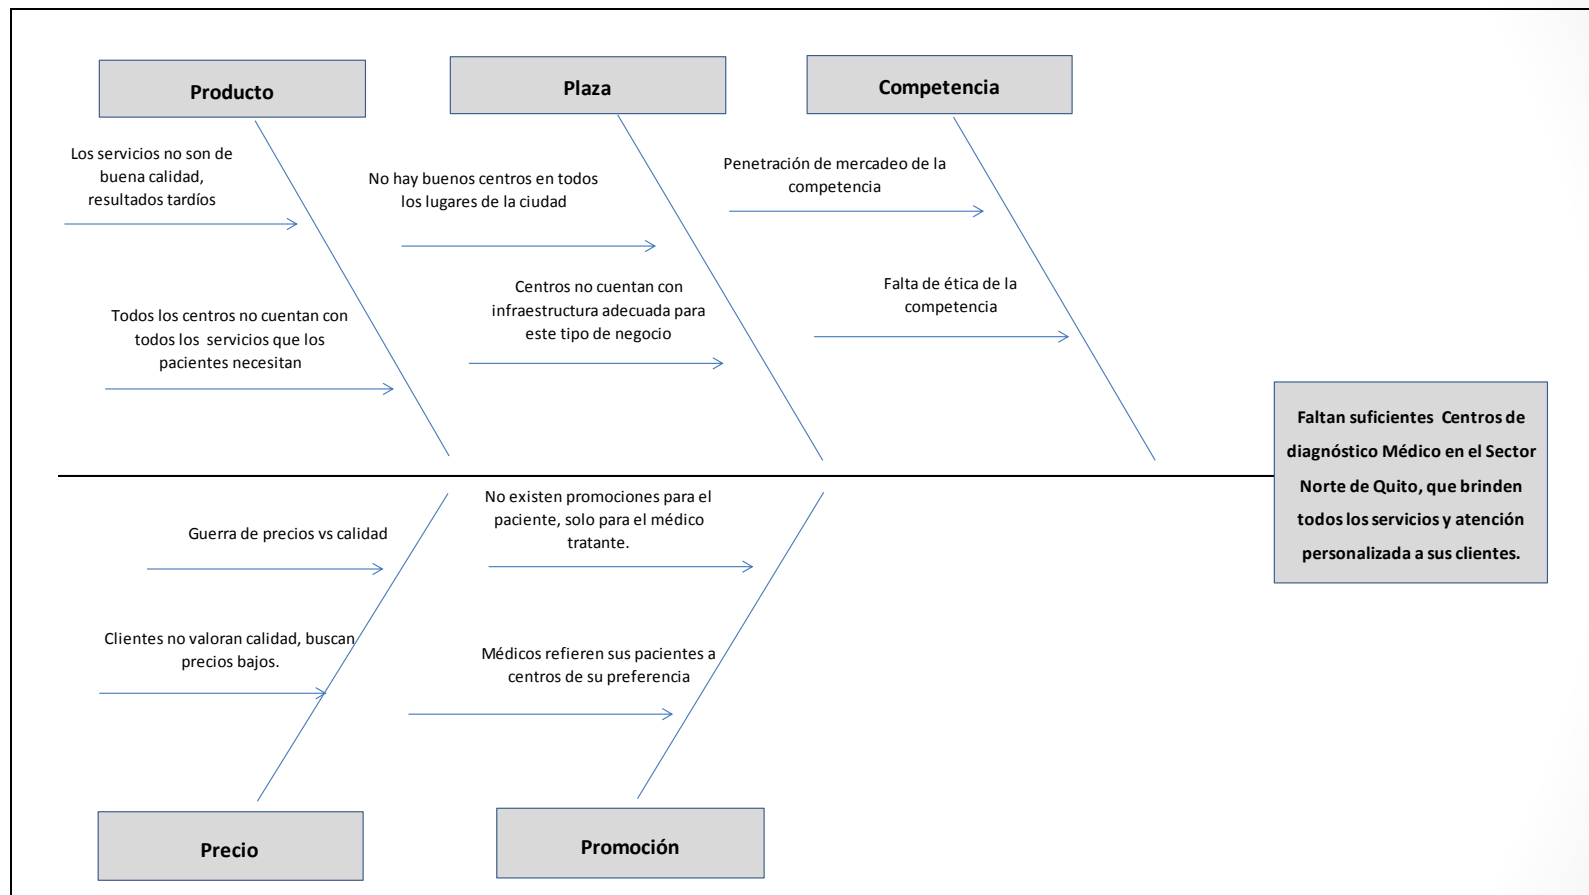 Producto
Plaza
Competencia
Los servicios no son de
buena calidad,
resultados tardíos
No hay buenos centros en todos
los lugares de la ciudad
Penetración de mercadeo de la
competencia
Todos los centros no cuentan con
todos los servicios que los
pacientes necesitan
Centros no cuentan con
infraestructura adecuada para
este tipo de negocio
Falta de ética de la
competencia
Faltan suficientes Centros de
diagnóstico Médico en el Sector
Norte de Quito, que brinden
todos los servicios y atención
personalizada a sus clientes.
Guerra de precios vs calidad
No existen promociones para el
paciente, solo para el médico
tratante.
Clientes no valoran calidad, buscan
precios bajos.
Médicos refieren sus pacientes a
centros de su preferencia
Precio
Promoción